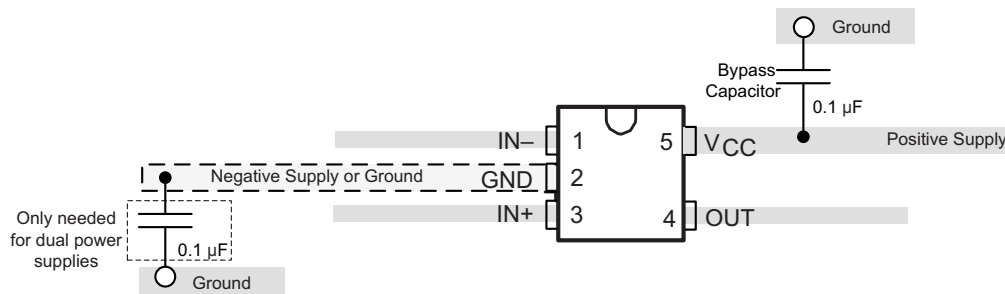 Ground
Bypass
Capacitor
0.1 µF
IN–
1
5
VCC
Positive Supply
Negative Supply or Ground
GND
2
IN+
3
4
OUT
Only needed
for dual power
supplies
0.1 µF
Ground